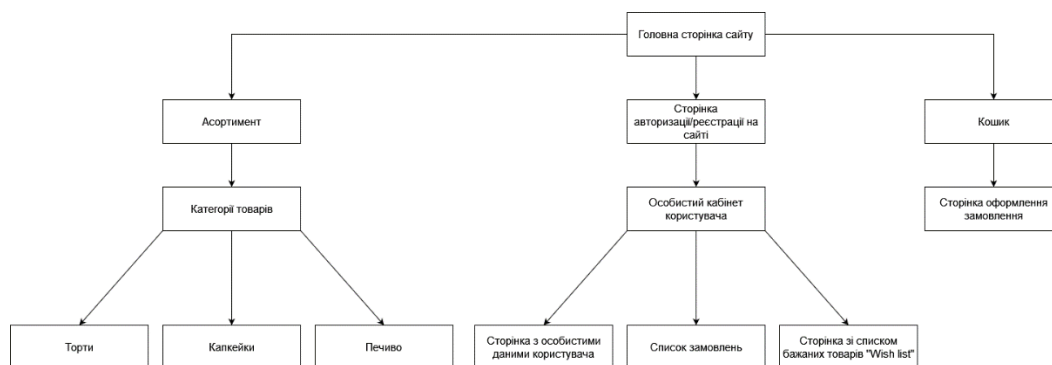 Головна сторінка сайту
Асортимент
Сторінка
авторизації/реєстрації на
сайті
Кошик
Категорії товарів
Особистий кабінет
користувача
Сторінка оформлення
замовлення
Торти
Капкейки
Печиво
Сторінка з особистими
даними користувача
Список замовлень
Сторінка зі списком
бажаних товарів "Wish list"